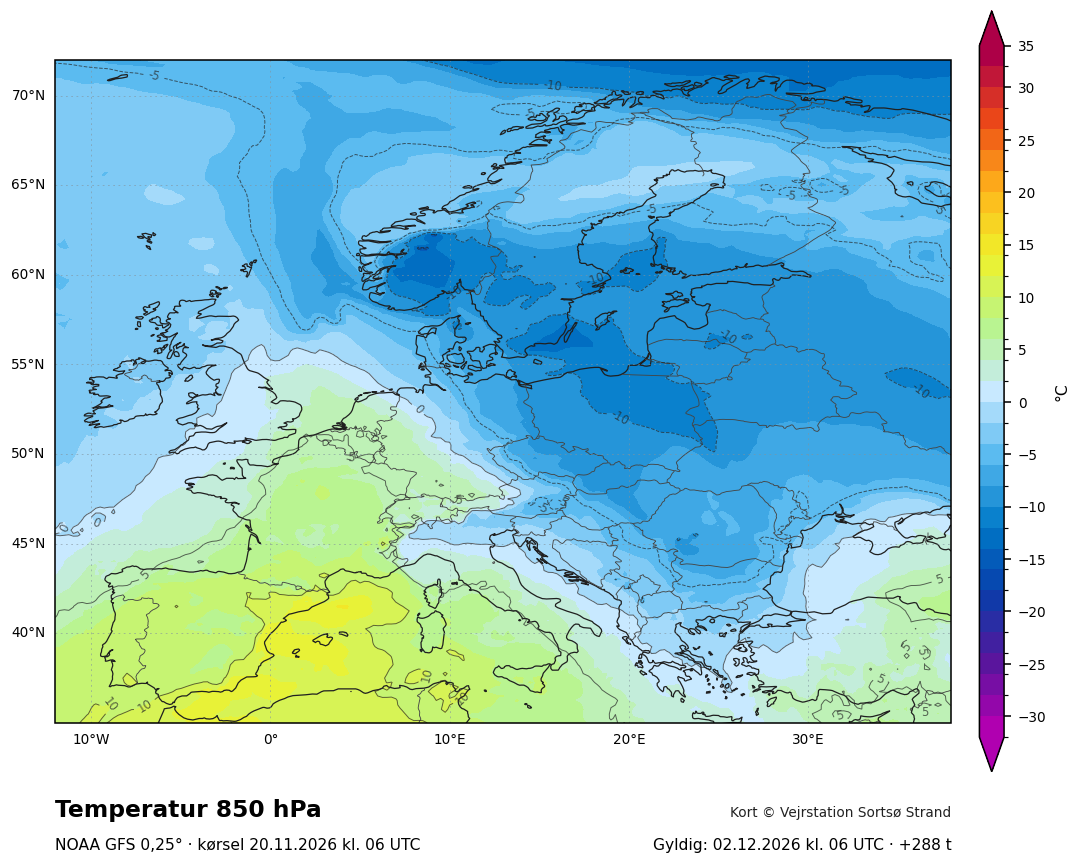 70°N
65°N
60°N
55°N
50°N
45°N
40°N
10°W 0° 10°E 20°E 30°E
35
30
25
20
15
10
5
0
−5
−10
−15
−20
−25
−30
°C
Temperatur 850 hPa
Kort © Vejrstation Sortsø Strand
NOAA GFS 0,25° · kørsel 20.11.2026 kl. 06 UTC
Gyldig: 02.12.2026 kl. 06 UTC · +288 t